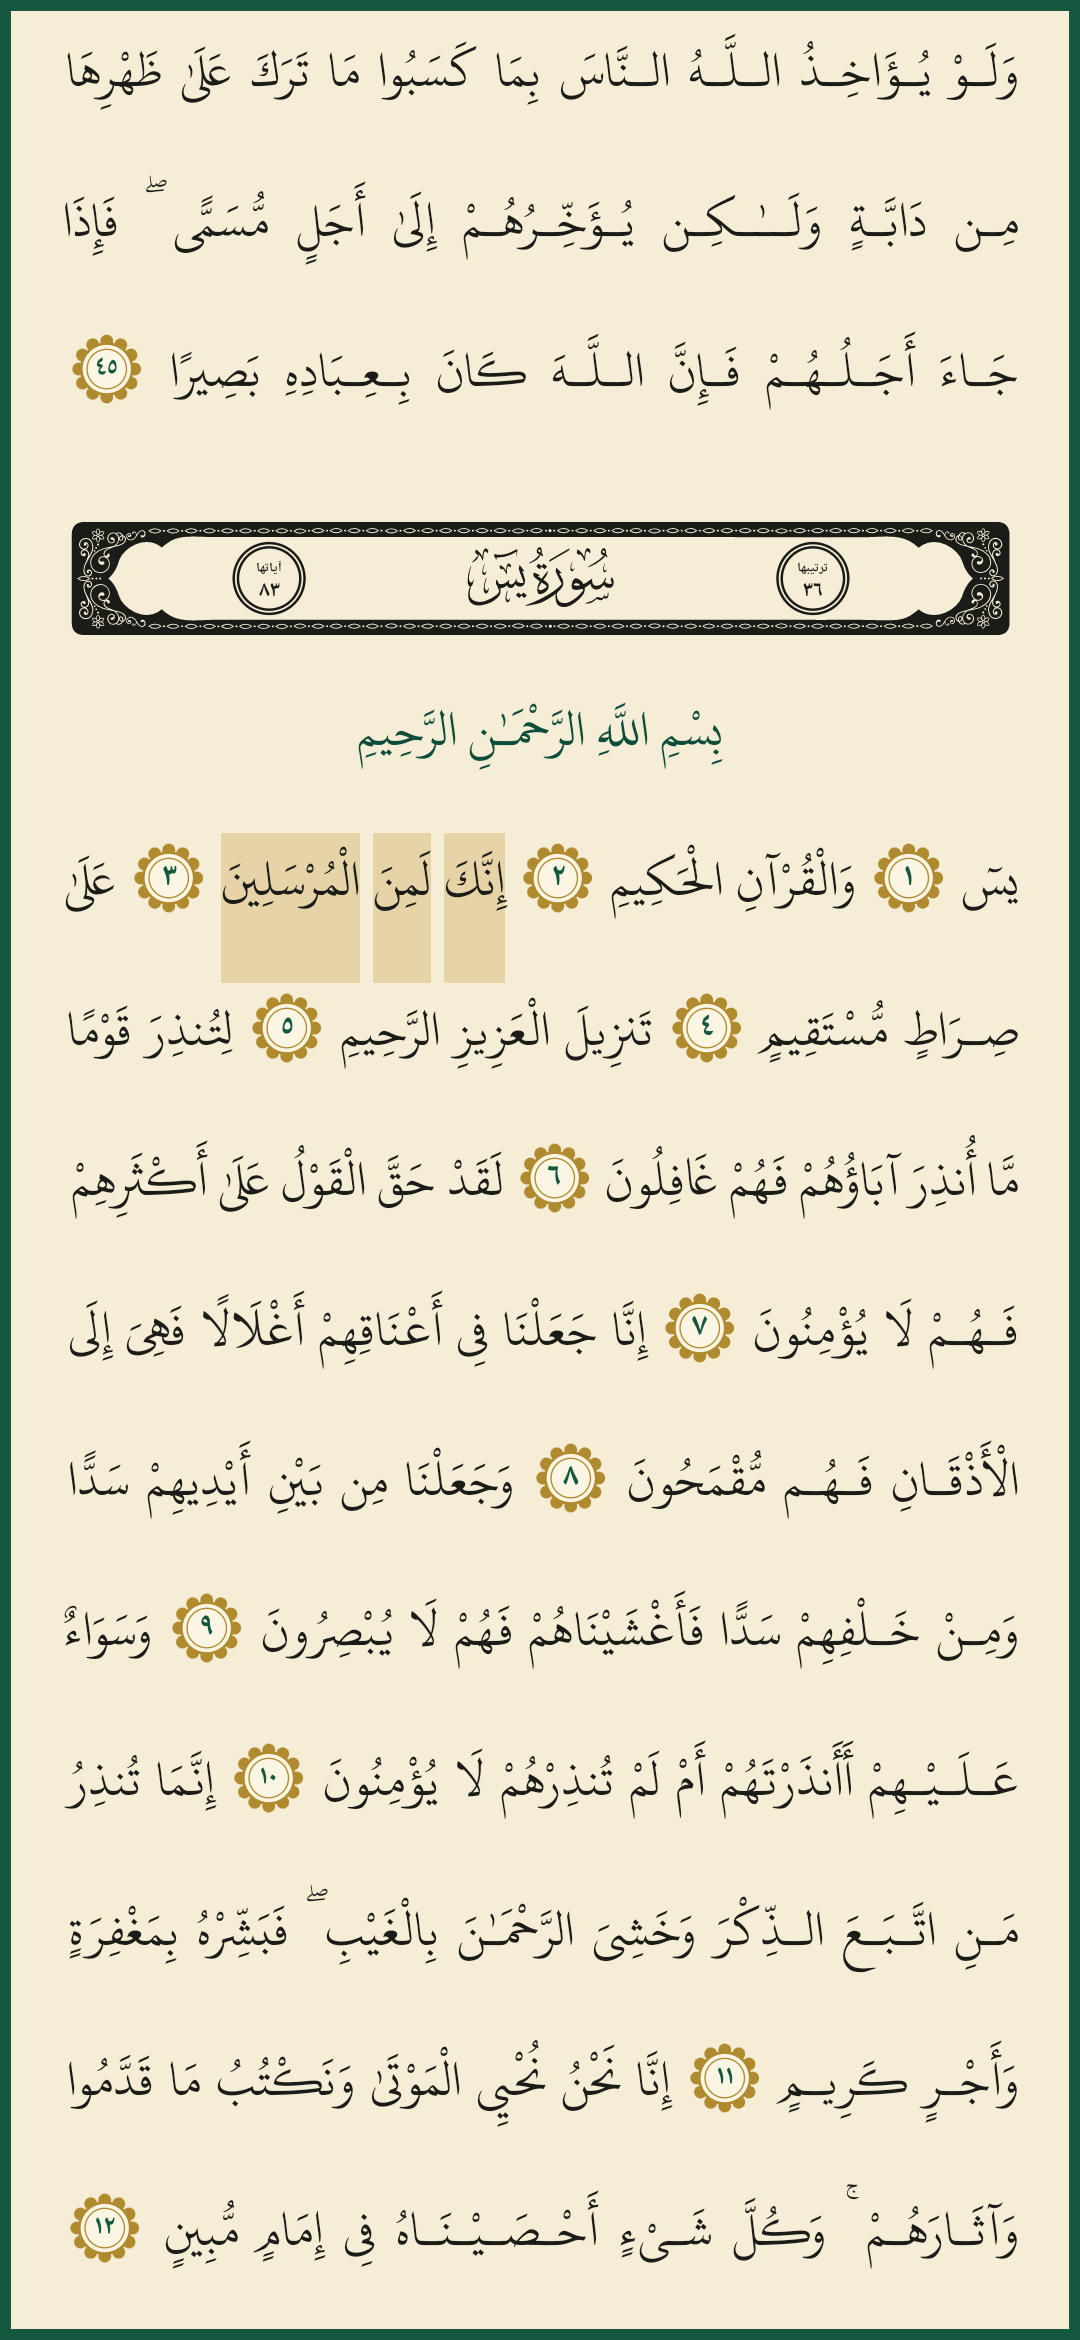 وَلَوْ يُؤَاخِذُ اللَّهُ النَّاسَ بِمَا كَسَبُوا مَا تَرَكَ عَلَىٰ ظَهْرِهَا
مِن دَابَّةٍ وَلَـٰكِن يُؤَخِّرُهُمْ إِلَىٰ أَجَلٍ مُّسَمًّى ۖ فَإِذَا
جَاءَ أَجَلُهُمْ فَإِنَّ اللَّهَ كَانَ بِعِبَادِهِ بَصِيرًا ٤٥
ترتيبها ٣٦ سُورَةُ يسٓ آياتها ٨٣
بِسْمِ اللَّهِ الرَّحْمَـٰنِ الرَّحِيمِ
يسٓ ١ وَالْقُرْآنِ الْحَكِيمِ ٢ إِنَّكَ لَمِنَ الْمُرْسَلِينَ ٣ عَلَىٰ
صِرَاطٍ مُّسْتَقِيمٍ ٤ تَنزِيلَ الْعَزِيزِ الرَّحِيمِ ٥ لِتُنذِرَ قَوْمًا
مَّا أُنذِرَ آبَاؤُهُمْ فَهُمْ غَافِلُونَ ٦ لَقَدْ حَقَّ الْقَوْلُ عَلَىٰ أَكْثَرِهِمْ
فَهُمْ لَا يُؤْمِنُونَ ٧ إِنَّا جَعَلْنَا فِي أَعْنَاقِهِمْ أَغْلَالًا فَهِيَ إِلَى
الْأَذْقَانِ فَهُم مُّقْمَحُونَ ٨ وَجَعَلْنَا مِن بَيْنِ أَيْدِيهِمْ سَدًّا
وَمِنْ خَلْفِهِمْ سَدًّا فَأَغْشَيْنَاهُمْ فَهُمْ لَا يُبْصِرُونَ ٩ وَسَوَاءٌ
عَلَيْهِمْ أَأَنذَرْتَهُمْ أَمْ لَمْ تُنذِرْهُمْ لَا يُؤْمِنُونَ ١٠ إِنَّمَا تُنذِرُ
مَنِ اتَّبَعَ الذِّكْرَ وَخَشِيَ الرَّحْمَـٰنَ بِالْغَيْبِ ۖ فَبَشِّرْهُ بِمَغْفِرَةٍ
وَأَجْرٍ كَرِيمٍ ١١ إِنَّا نَحْنُ نُحْيِي الْمَوْتَىٰ وَنَكْتُبُ مَا قَدَّمُوا
وَآثَارَهُمْ ۚ وَكُلَّ شَيْءٍ أَحْصَيْنَاهُ فِي إِمَامٍ مُّبِينٍ ١٢